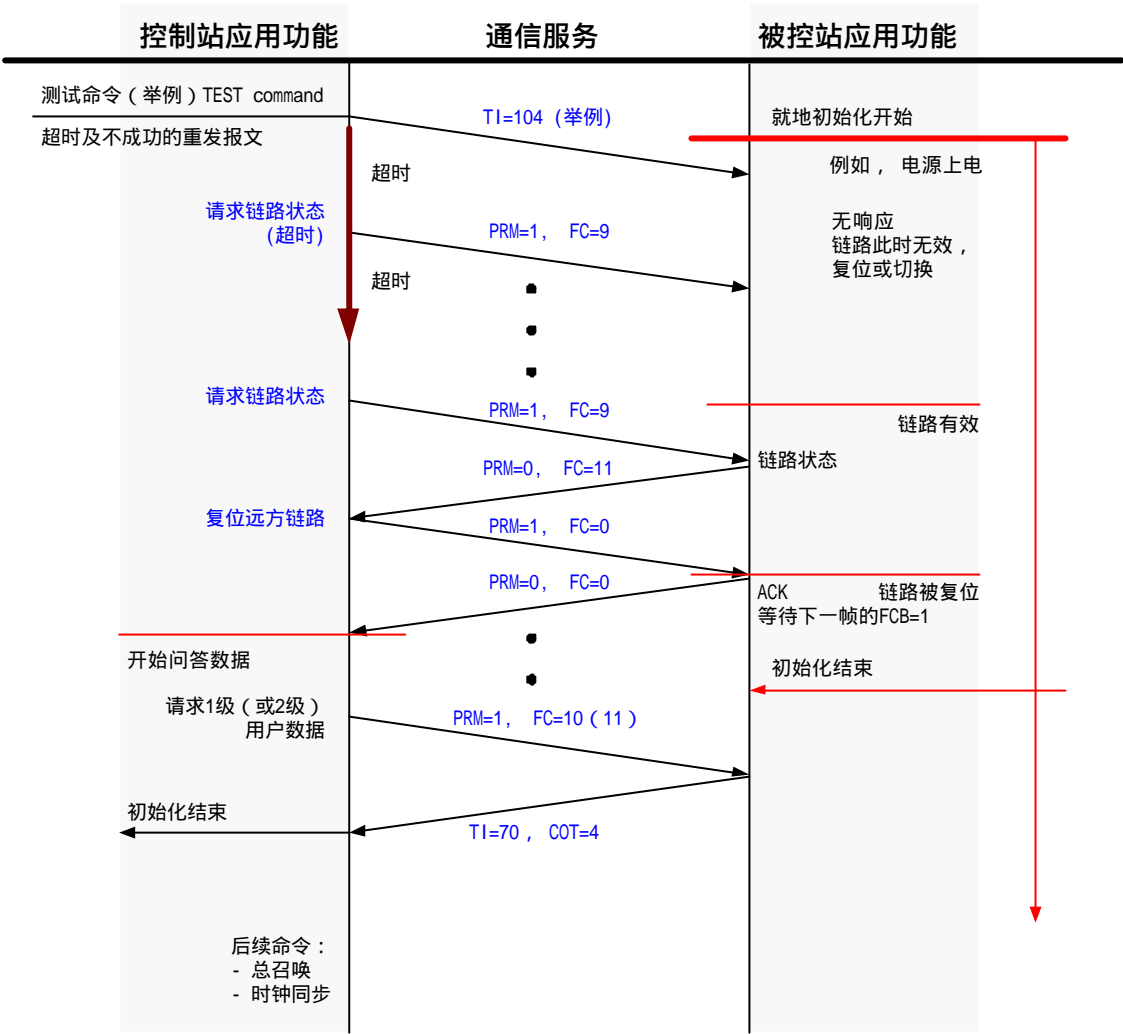 控制站应用功能
通信服务
被控站应用功能
测试命令（举例）TEST command
TI=104 (举例)
就地初始化开始
超时及不成功的重发报文
例如， 电源上电
超时
请求链路状态
(超时)
PRM=1， FC=9
无响应
链路此时无效，
复位或切换
超时
请求链路状态
PRM=1， FC=9
链路有效
链路状态
PRM=0， FC=11
复位远方链路
PRM=1， FC=0
PRM=0， FC=0
ACK 链路被复位
等待下一帧的FCB=1
开始问答数据
初始化结束
请求1级（或2级）
用户数据
PRM=1， FC=10（11）
初始化结束
TI=70， COT=4
后续命令：
- 总召唤
- 时钟同步